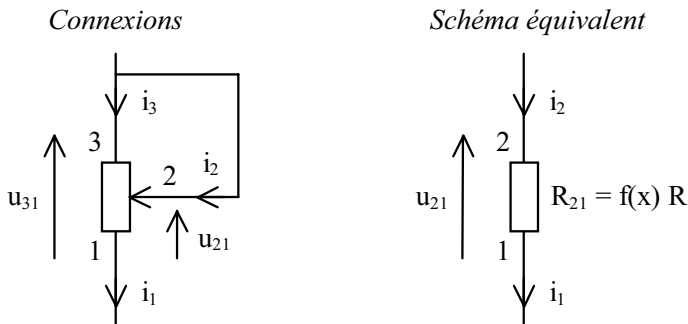 Connexions
i₃
3
i₂
2
u₃₁
u₂₁
1
i₁
Schéma équivalent
i₂
2
u₂₁
R₂₁ = f(x) R
1
i₁